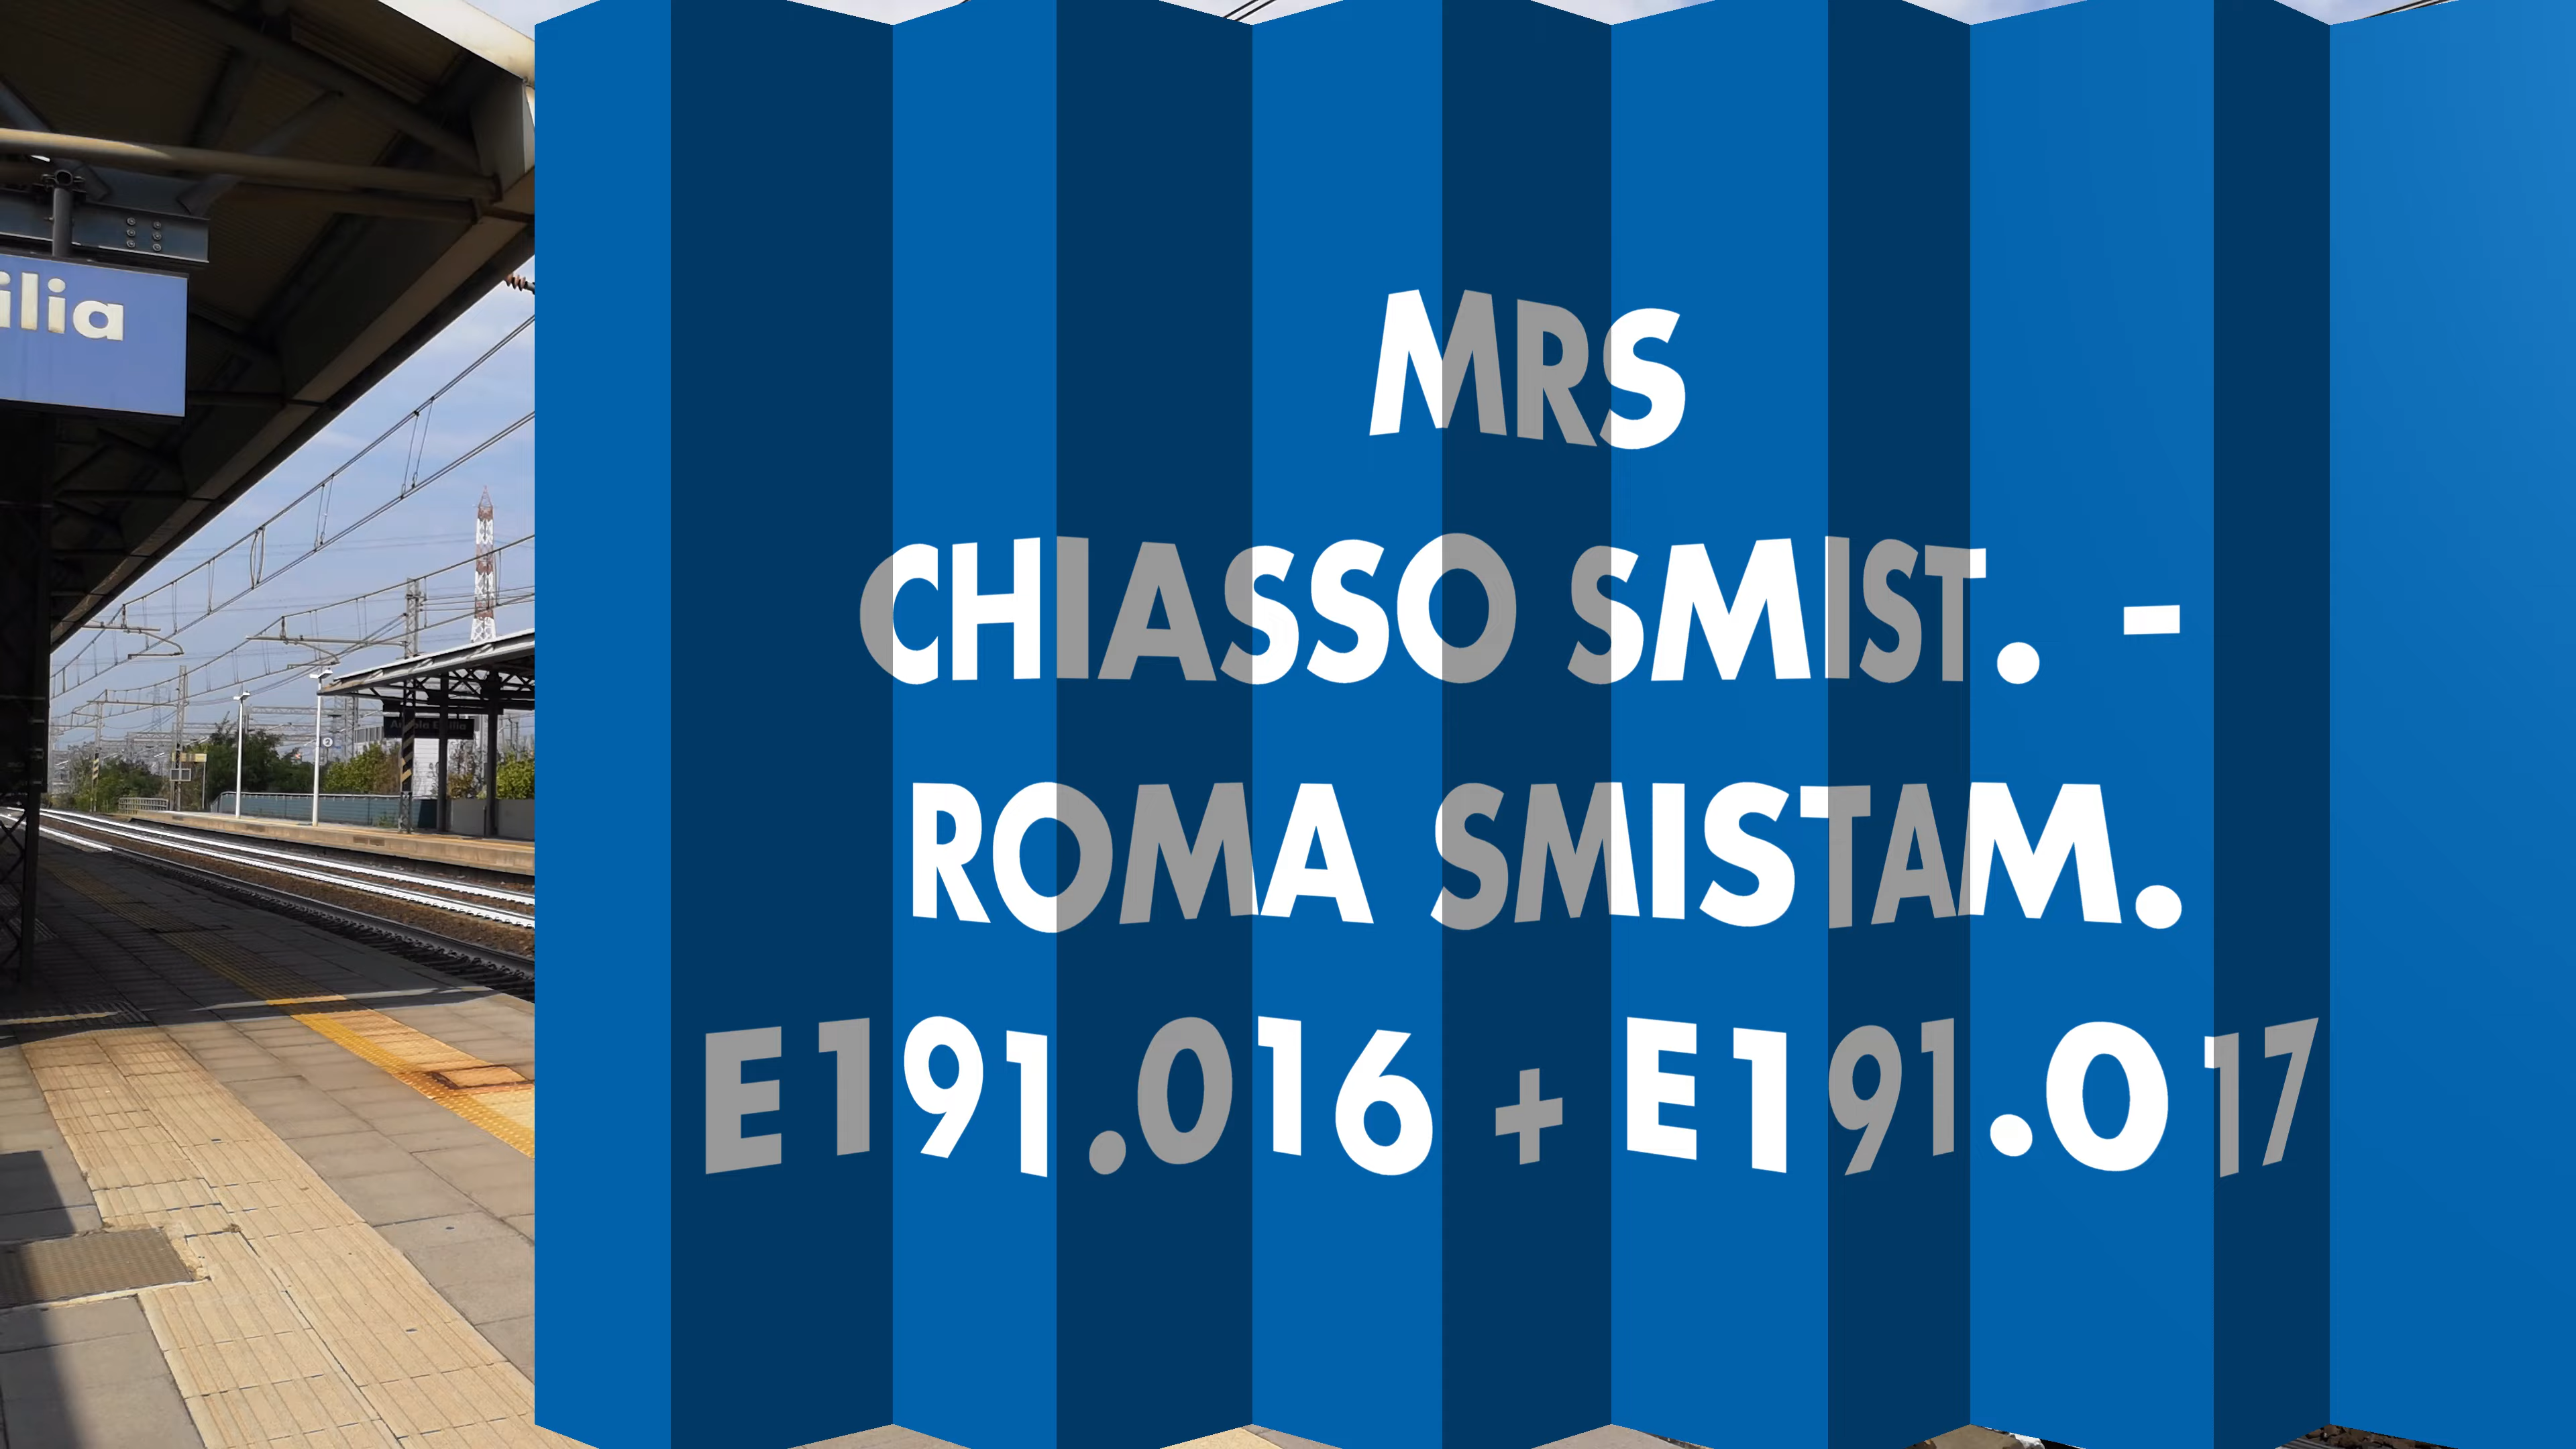 ilia
MRS
CHIASSO SMIST. -
ROMA SMISTAM.
E191.016 + E191.017